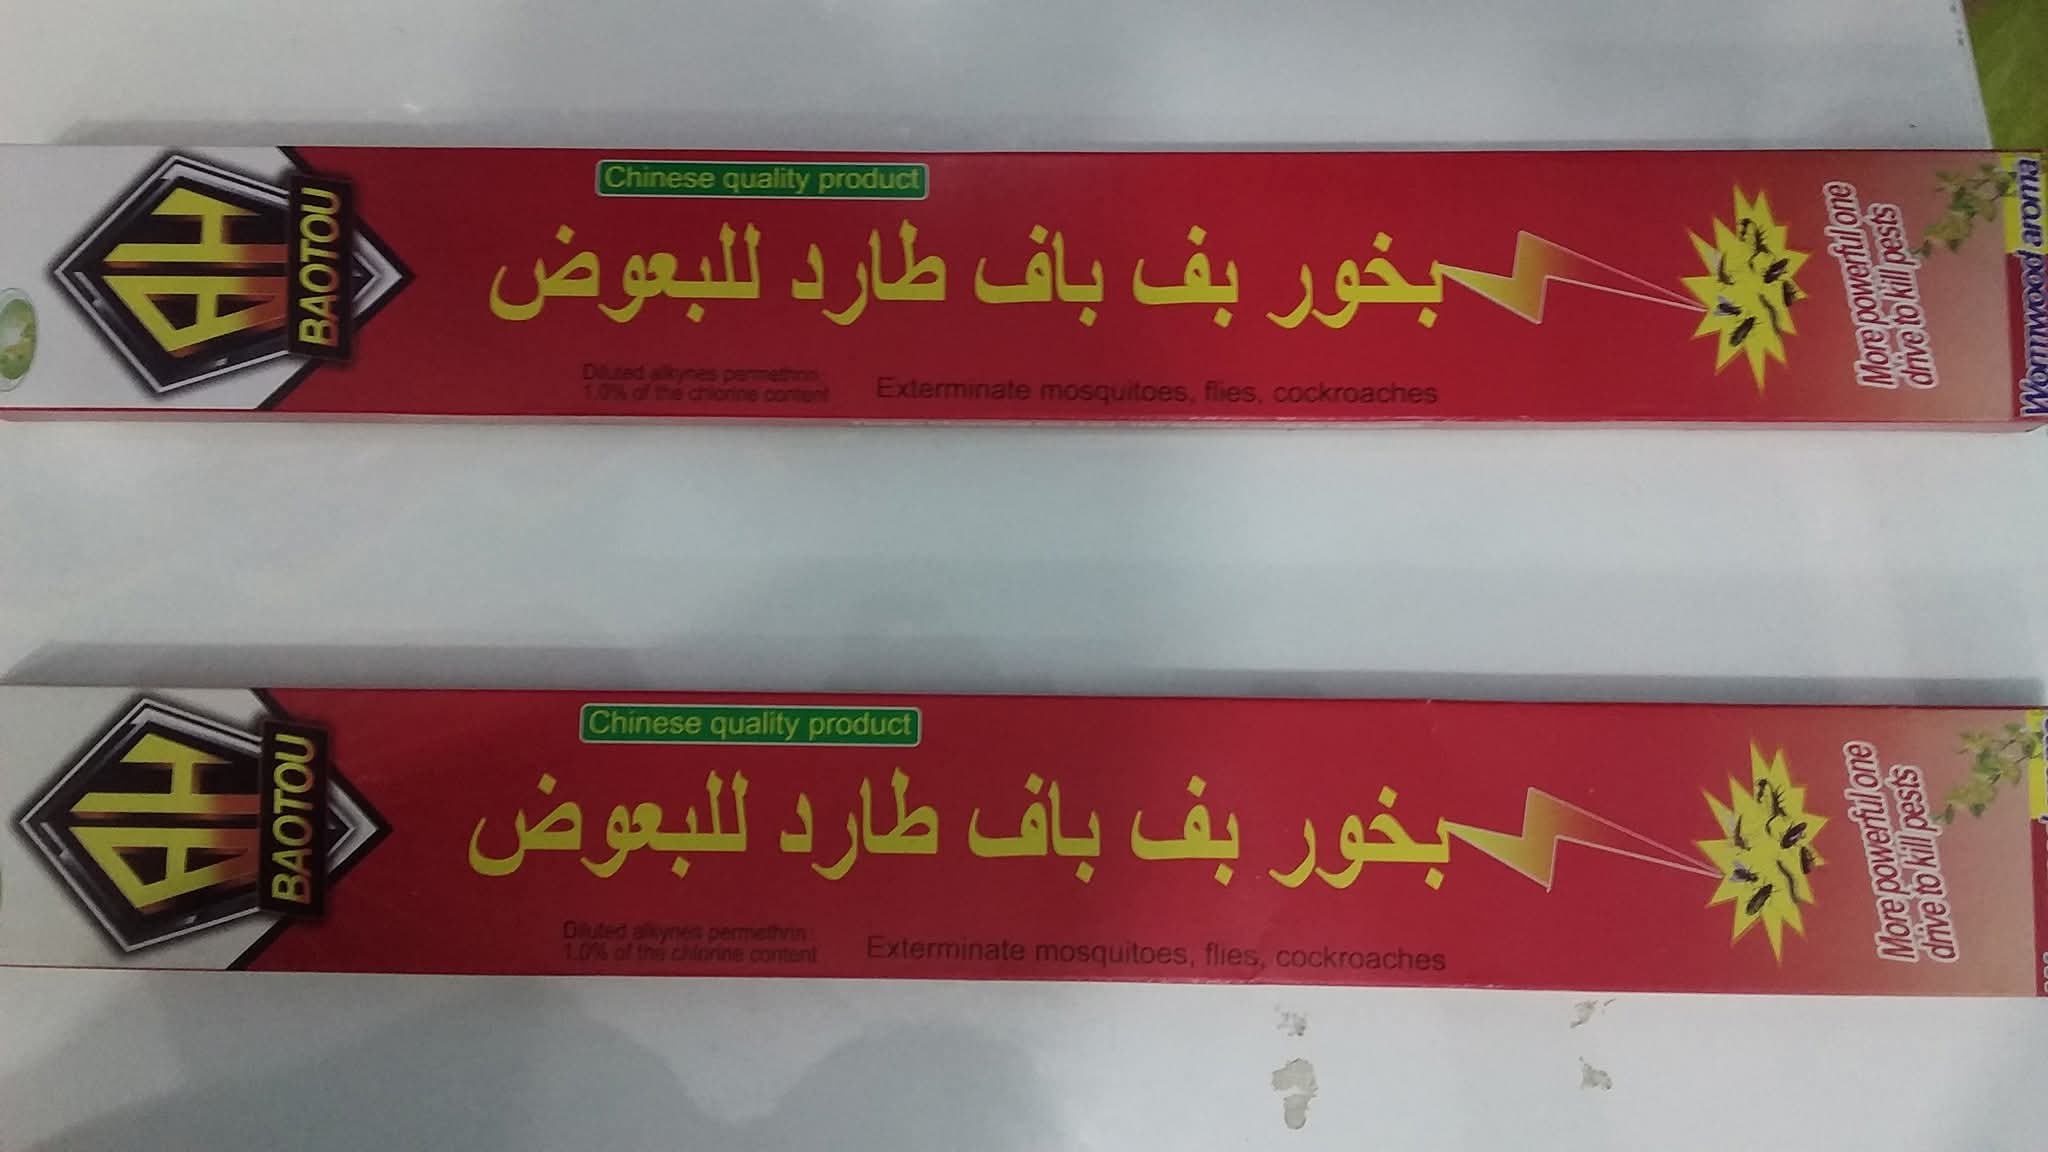 AH
BAOTOU
Chinese quality product
بخور بف باف طارد للبعوض
Diluted alkynes permethrin:
1.0% of the chlorine content
Exterminate mosquitoes, flies, cockroaches
More powerful one
drive to kill pests
Wormwood aroma
AH
BAOTOU
Chinese quality product
بخور بف باف طارد للبعوض
Diluted alkynes permethrin:
1.0% of the chlorine content
Exterminate mosquitoes, flies, cockroaches
More powerful one
drive to kill pests